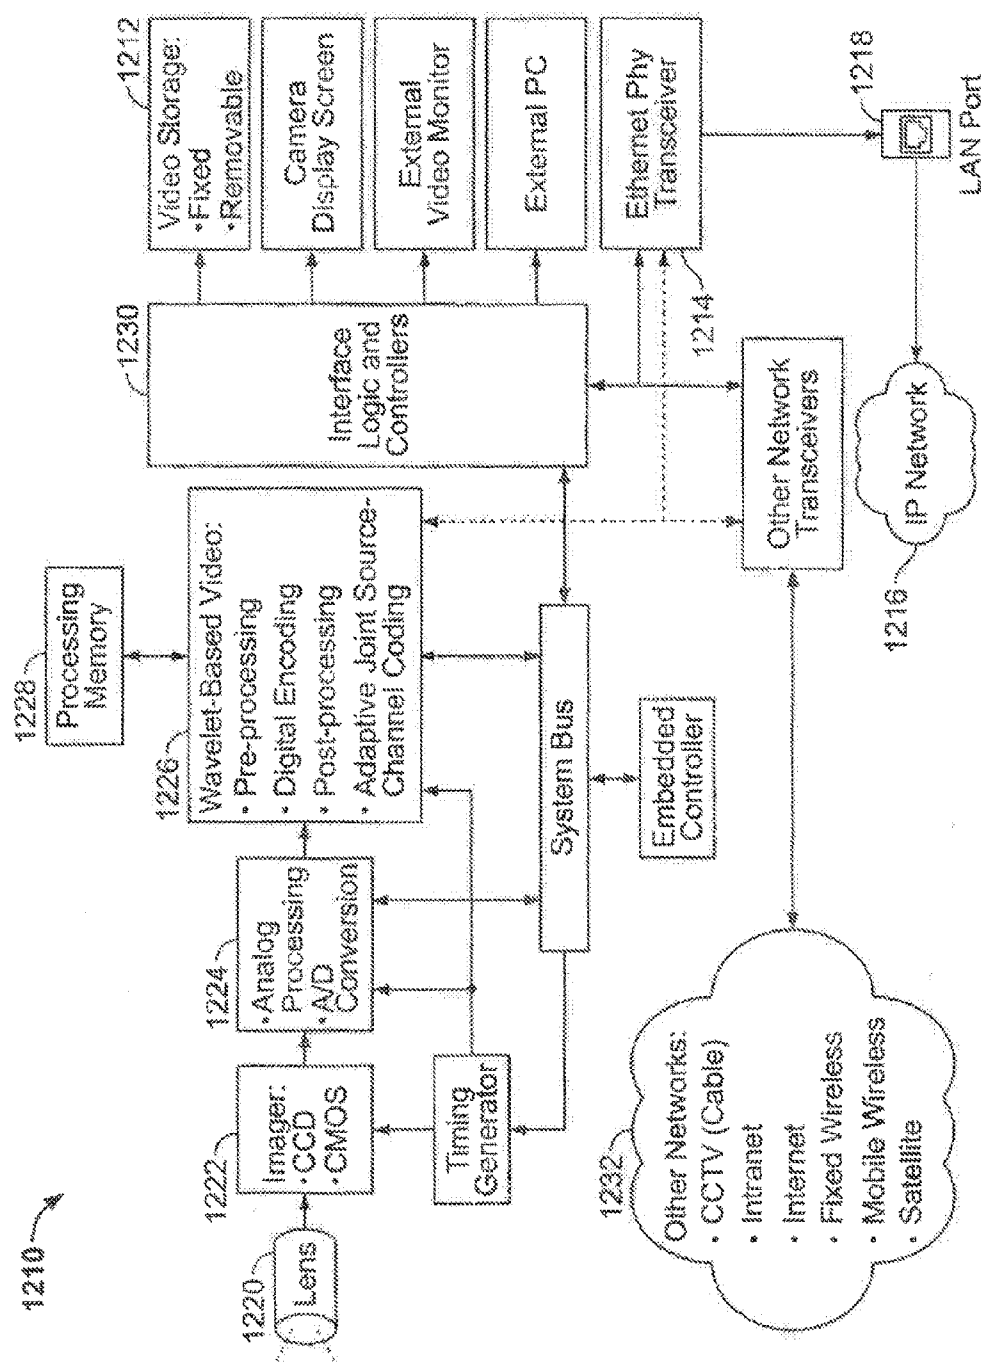 1210
1220
Lens
1222
Imager:
•CCD
•CMOS
1224
•Analog
Processing
•A/D
Conversion
Timing
Generator
1228
Processing
Memory
1226
Wavelet-Based Video:
• Pre-processing
• Digital Encoding
• Post-processing
• Adaptive Joint Source-
Channel Coding
System Bus
Embedded
Controller
1230
Interface
Logic and
Controllers
1212
Video Storage:
•Fixed
•Removable
Camera
Display Screen
External
Video Monitor
External PC
Ethernet Phy
Transceiver
1214
1218
LAN Port
Other Network
Transceivers
IP Network
1216
1232
Other Networks:
• CCTV (Cable)
• Intranet
• Internet
• Fixed Wireless
• Mobile Wireless
• Satellite